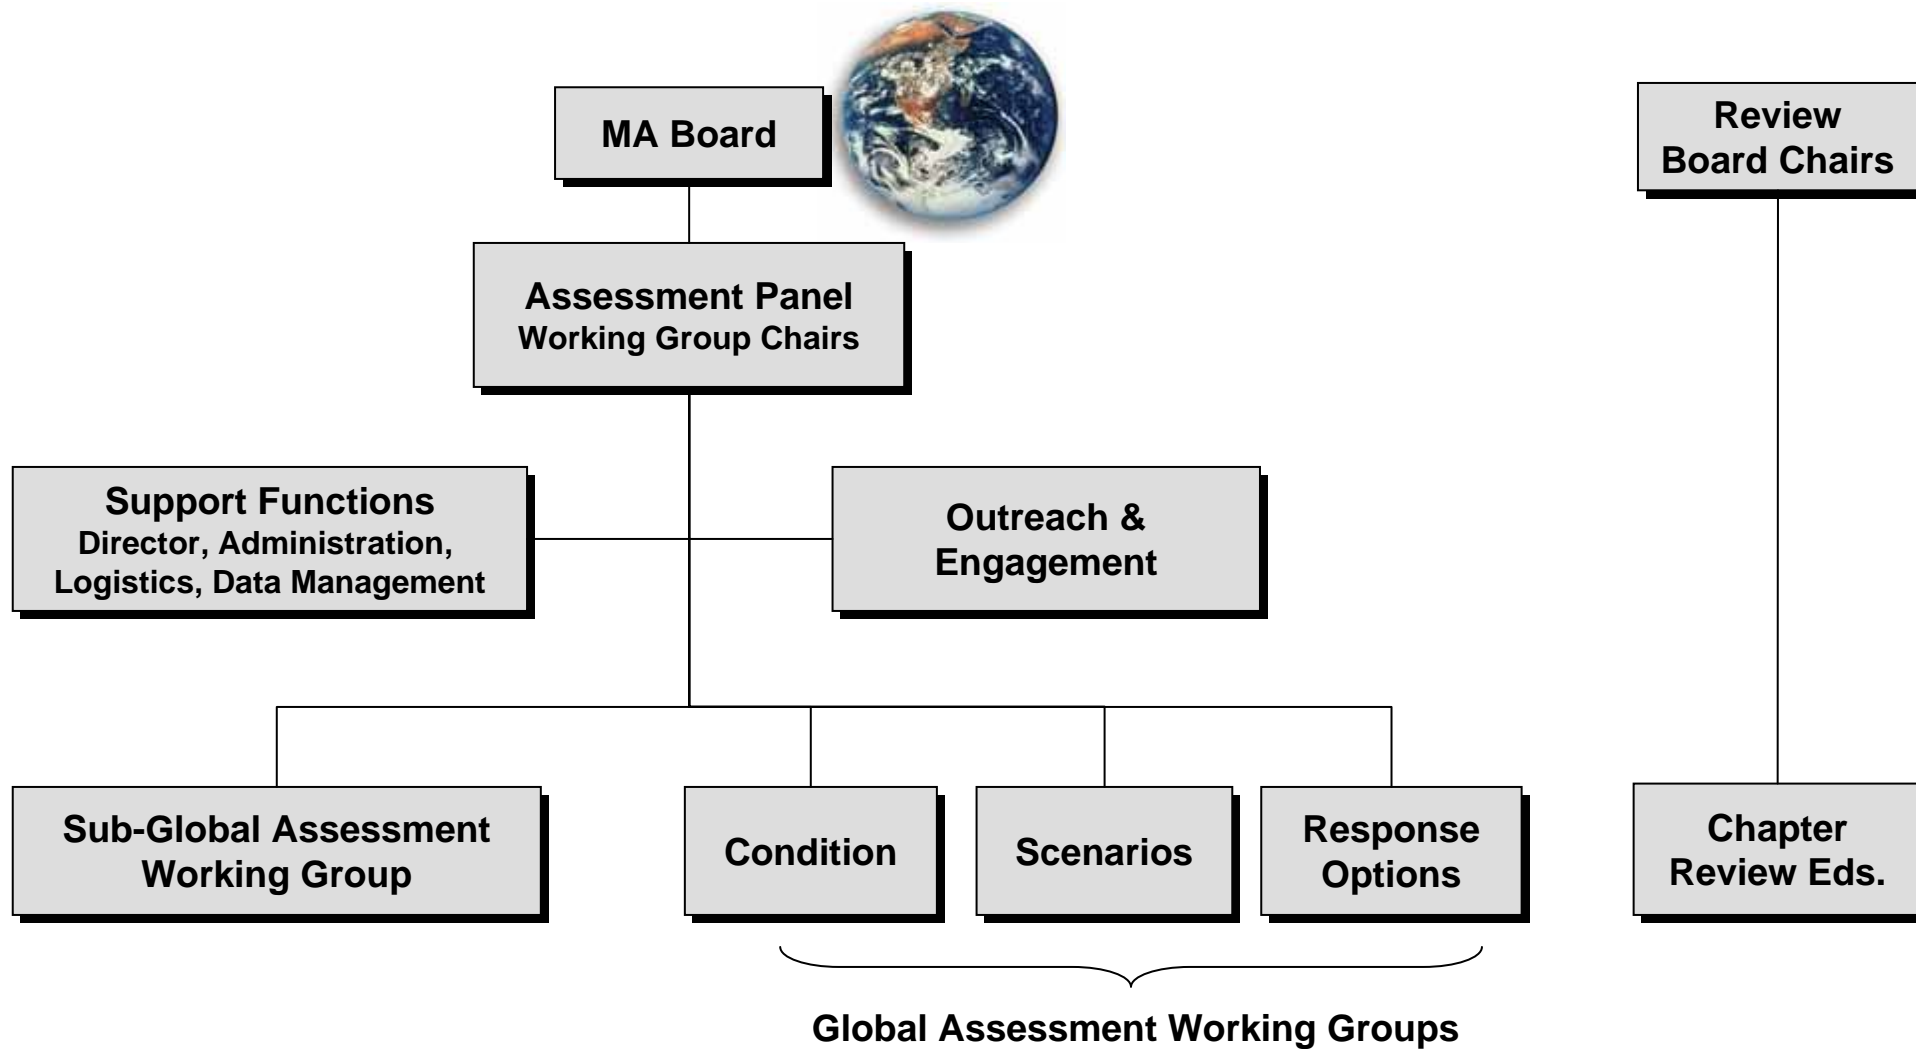 MA Board
Review
Board Chairs
Assessment Panel
Working Group Chairs
Support Functions
Director, Administration,
Logistics, Data Management
Outreach &
Engagement
Sub-Global Assessment
Working Group
Condition
Scenarios
Response
Options
Chapter
Review Eds.
Global Assessment Working Groups